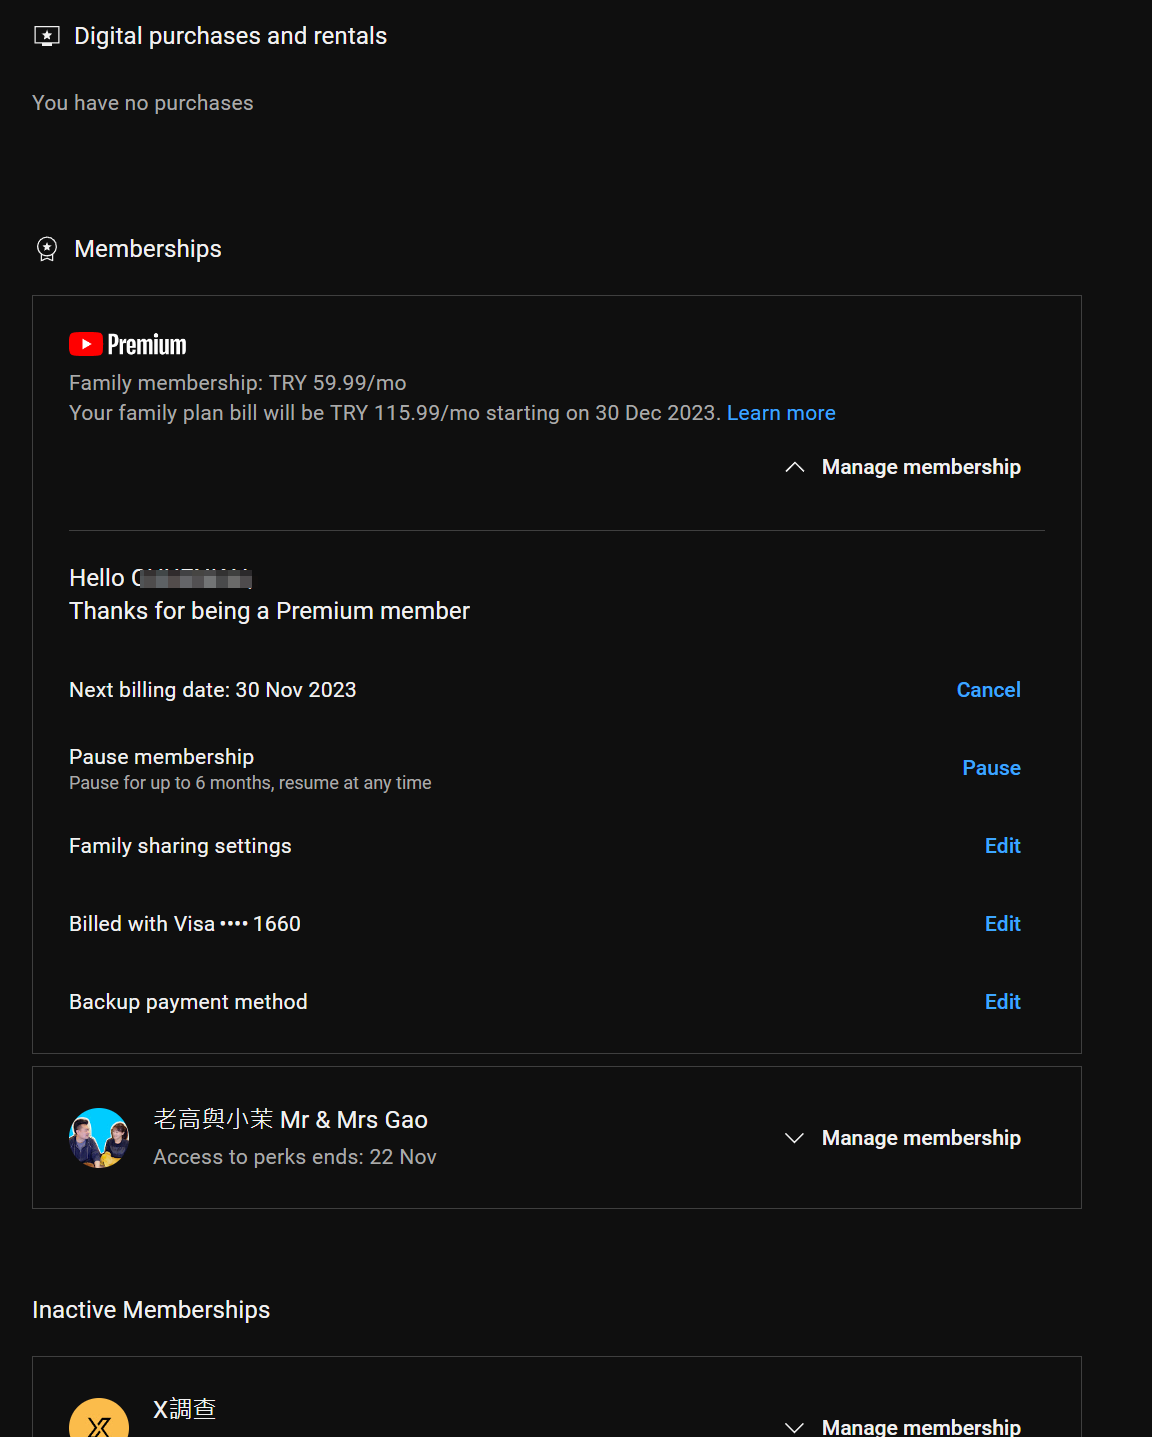 Digital purchases and rentals
You have no purchases
Memberships
Premium
Family membership: TRY 59.99/mo
Your family plan bill will be TRY 115.99/mo starting on 30 Dec 2023. Learn more
Manage membership
Hello
Thanks for being a Premium member
Next billing date: 30 Nov 2023
Cancel
Pause membership
Pause for up to 6 months, resume at any time
Pause
Family sharing settings
Edit
Billed with Visa •••• 1660
Edit
Backup payment method
Edit
老高與小茉 Mr & Mrs Gao
Access to perks ends: 22 Nov
Manage membership
Inactive Memberships
X調查
Manage membership